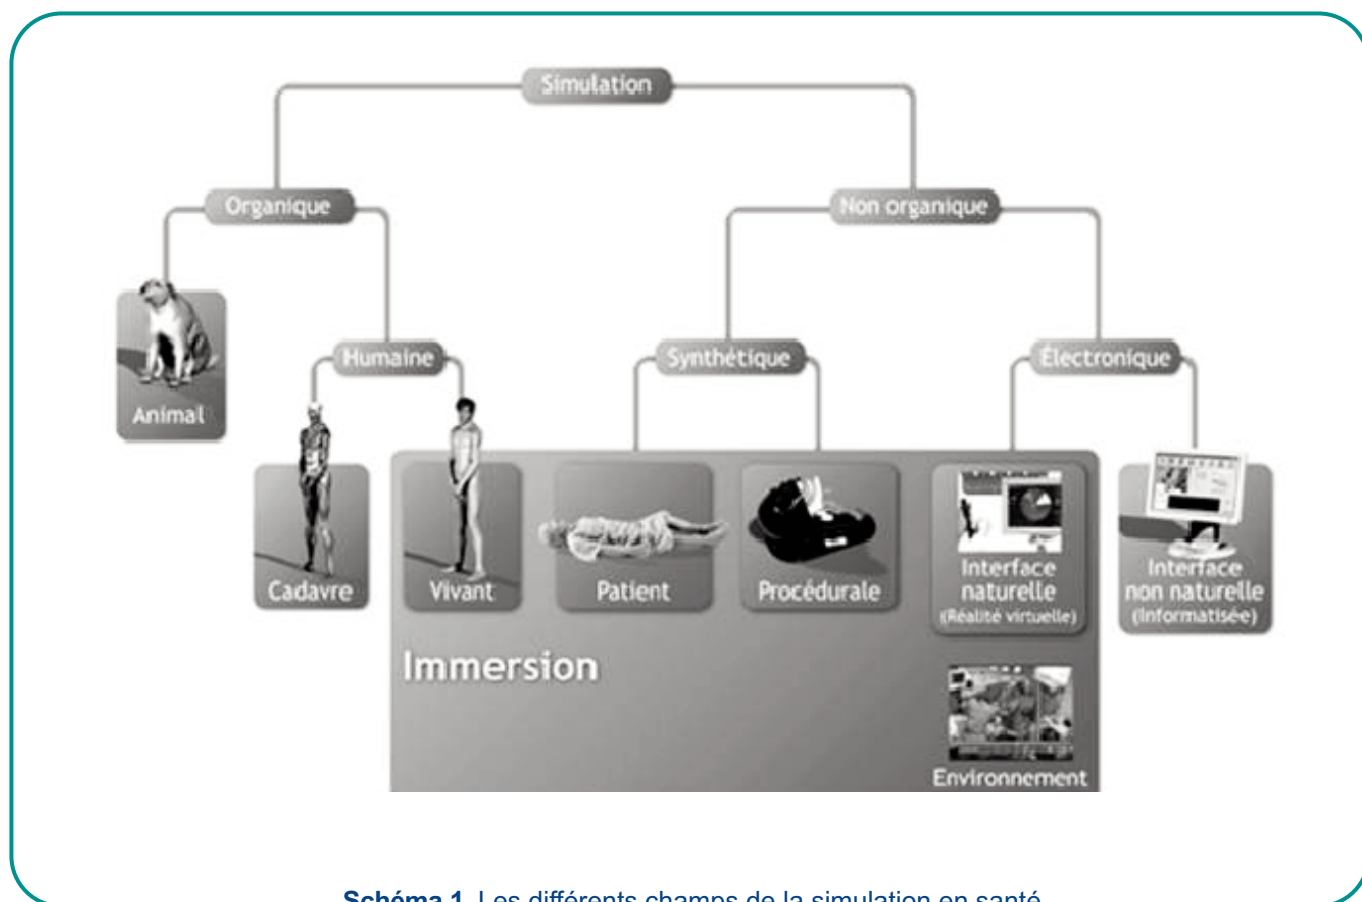 Simulation
Organique
Non organique
Humaine
Synthétique
Électronique
Animal
Cadavre
Vivant
Patient
Procédurale
Interface
naturelle
(Réalité virtuelle)
Interface
non naturelle
(Informatisée)
Immersion
Environnement
Schéma 1. Les différents champs de la simulation en santé